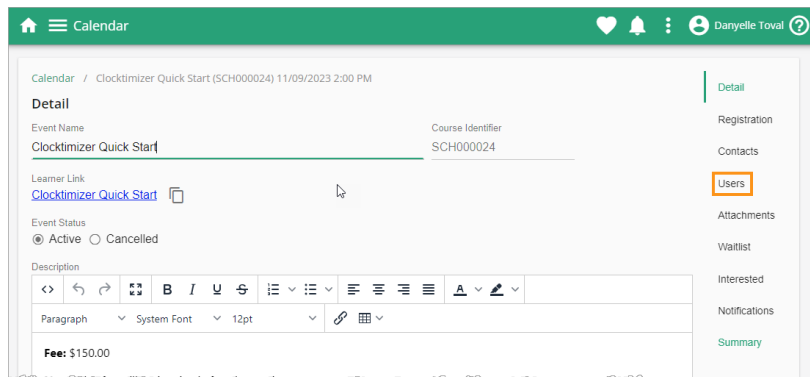 Calendar
Danyelle Toval
Calendar / Clocktimizer Quick Start (SCH000024) 11/09/2023 2:00 PM
Detail
Event Name
Course Identifier
Clocktimizer Quick Start
SCH000024
Learner Link
Clocktimizer Quick Start
Event Status
Active
Cancelled
Description
B I U S A
Paragraph
System Font
12pt
Fee: $150.00
Detail
Registration
Contacts
Users
Attachments
Waitlist
Interested
Notifications
Summary